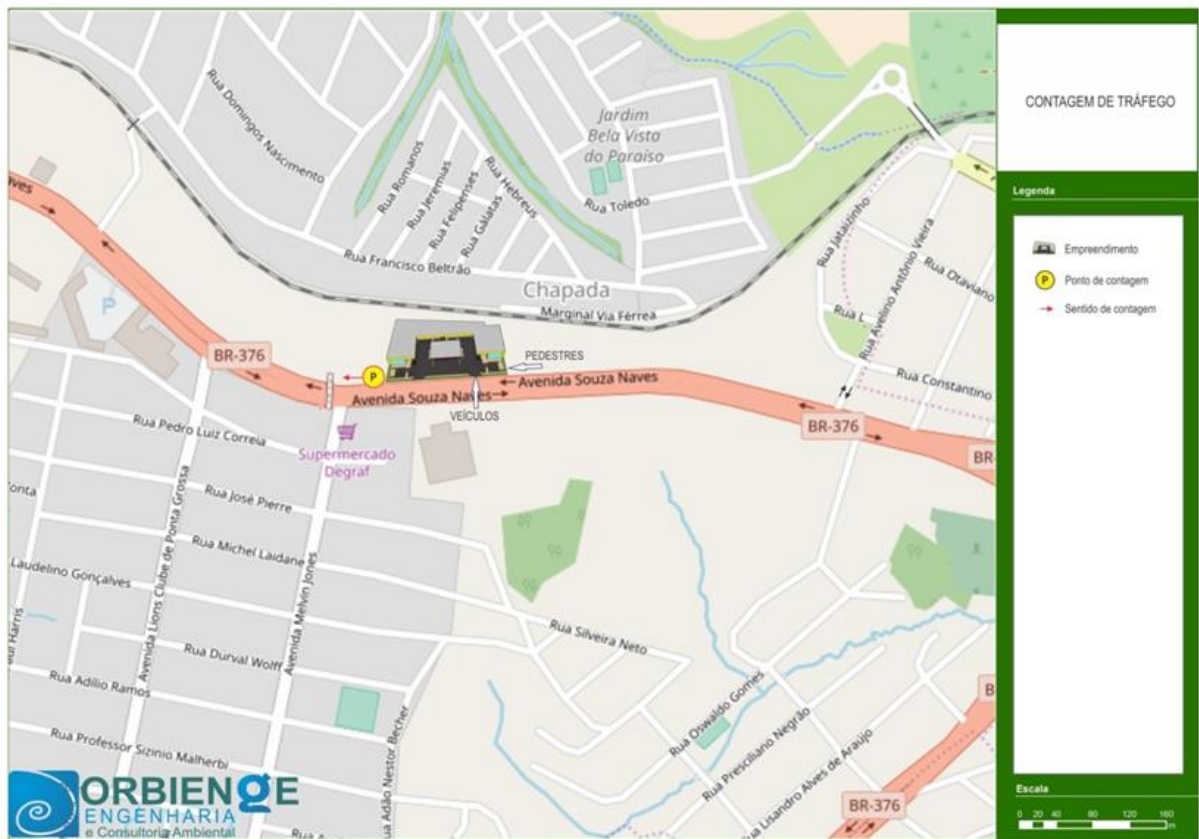 CONTAGEM DE TRÁFEGO
Legenda
Empreendimento
P Ponto de contagem
Sentido de contagem
Escala
0 20 40 80 120 160
m
Rua Domingos Nascimento
Rua Romanos
Rua Jeremias
Rua Felipenses
Rua Gálatas
Rua Hebreus
Jardim
Bela Vista
do Paraíso
Rua Toledo
Rua Francisco Beltrão
Chapada
Marginal Via Férrea
Rua Jataizinho
Rua Avelino Antônio Vieira
Rua Otaviano
Rua L
Rua Constantino
aves
P
BR-376
P
PEDESTRES
Avenida Souza Naves
Avenida Souza Naves
VEÍCULOS
BR-376
BR-
Rua Pedro Luiz Correia
Supermercado
Degraf
Rua José Pierre
Rua Michel Laidane
Laudelino Gonçalves
Avenida Lions Clube de Ponta Grossa
Avenida Melvin Jones
Rua Durval Wolff
Rua Adílio Ramos
Rua Professor Sizinio Malherbi
Rua Adão Nestor Becher
Rua Silveira Neto
Rua Oswaldo Gomes
Rua Presciliano Negrão
Rua Lisandro Alves de Araújo
B
BR-376
Harris
ORBIENGE
ENGENHARIA
e Consultoria Ambiental